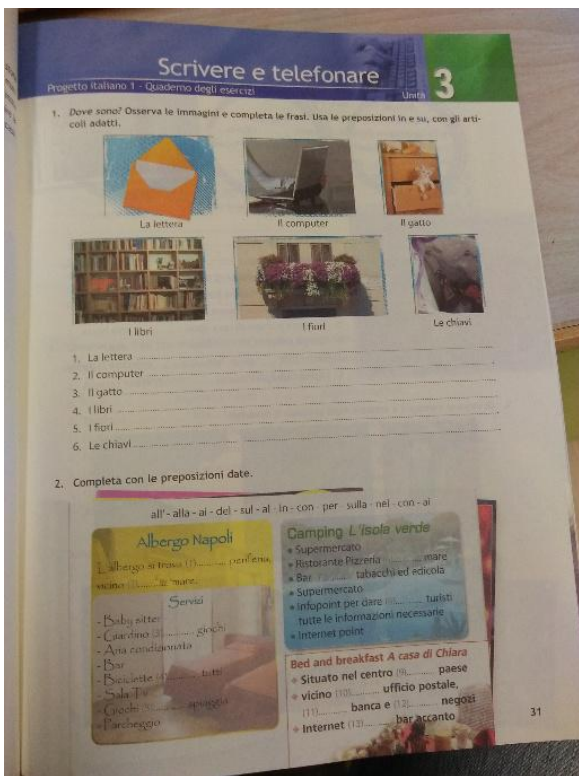 Scrivere e telefonare
Progetto italiano 1 - Quaderno degli esercizi
Unità 3
1. Dove sono? Osserva le immagini e completa le frasi. Usa le preposizioni in e su, con gli arti-
coli adatti.
La lettera
Il computer
Il gatto
I libri
I fiori
Le chiavi
1. La lettera
2. Il computer
3. Il gatto
4. I libri
5. I fiori
6. Le chiavi
2. Completa con le preposizioni date.
all' - alla - ai - del - sul - al - in - con - per - sulla - nel - con - ai
Albergo Napoli
L'albergo si trova (1).......... periferia,
vicino (2)...... mare.
Servizi
- Baby sitter
- Giardino (3).......... giochi
- Aria condizionata
- Bar
- Biciclette (4).......... tutti
- Sala Tv
- Giochi (5).......... spiaggia
- Parcheggio
Camping L'isola verde
• Supermercato
• Ristorante Pizzeria .......... mare
• Bar .......... tabacchi ed edicola
• Supermercato
• Infopoint per dare .......... turisti
tutte le informazioni necessarie
• Internet point
Bed and breakfast A casa di Chiara
Situato nel centro (9).......... paese
vicino (10).......... ufficio postale,
(11).......... banca e (12).......... negozi
Internet (13).......... bar accanto
31